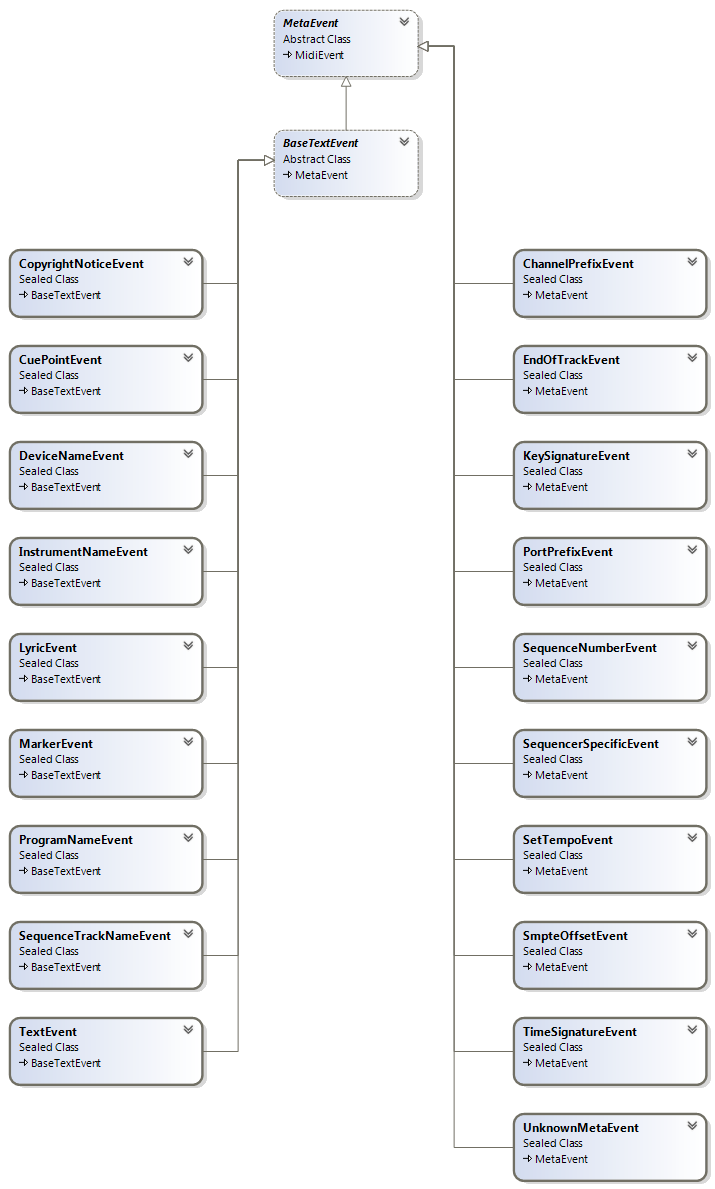 MetaEvent
Abstract Class
MidiEvent
BaseTextEvent
Abstract Class
MetaEvent
CopyrightNoticeEvent
Sealed Class
BaseTextEvent
CuePointEvent
Sealed Class
BaseTextEvent
DeviceNameEvent
Sealed Class
BaseTextEvent
InstrumentNameEvent
Sealed Class
BaseTextEvent
LyricEvent
Sealed Class
BaseTextEvent
MarkerEvent
Sealed Class
BaseTextEvent
ProgramNameEvent
Sealed Class
BaseTextEvent
SequenceTrackNameEvent
Sealed Class
BaseTextEvent
TextEvent
Sealed Class
BaseTextEvent
ChannelPrefixEvent
Sealed Class
MetaEvent
EndOfTrackEvent
Sealed Class
MetaEvent
KeySignatureEvent
Sealed Class
MetaEvent
PortPrefixEvent
Sealed Class
MetaEvent
SequenceNumberEvent
Sealed Class
MetaEvent
SequencerSpecificEvent
Sealed Class
MetaEvent
SetTempoEvent
Sealed Class
MetaEvent
SmpteOffsetEvent
Sealed Class
MetaEvent
TimeSignatureEvent
Sealed Class
MetaEvent
UnknownMetaEvent
Sealed Class
MetaEvent